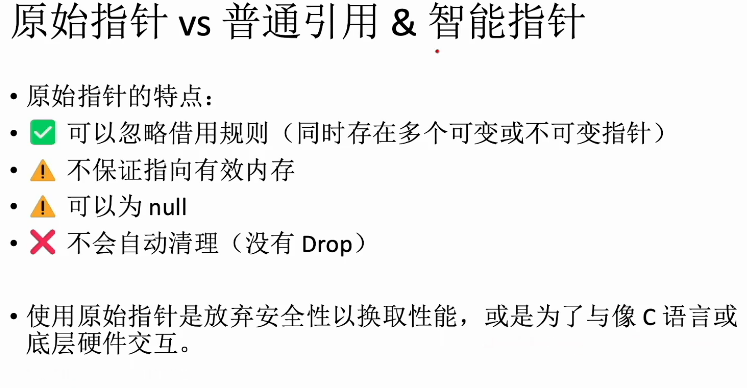 原始指针 vs 普通引用 & 智能指针
• 原始指针的特点：
• ✅ 可以忽略借用规则（同时存在多个可变或不可变指针）
• ⚠️ 不保证指向有效内存
• ⚠️ 可以为 null
• ❌ 不会自动清理（没有 Drop）
• 使用原始指针是放弃安全性以换取性能，或是为了与像 C 语言或
底层硬件交互。